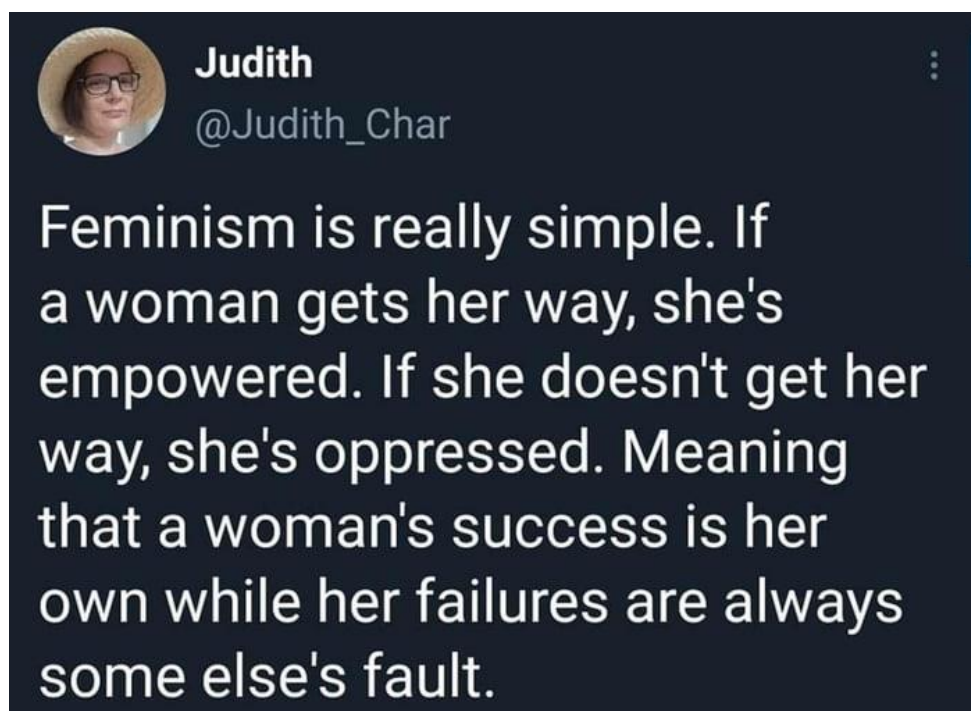 Judith
@Judith_Char
Feminism is really simple. If
a woman gets her way, she's
empowered. If she doesn't get her
way, she's oppressed. Meaning
that a woman's success is her
own while her failures are always
some else's fault.